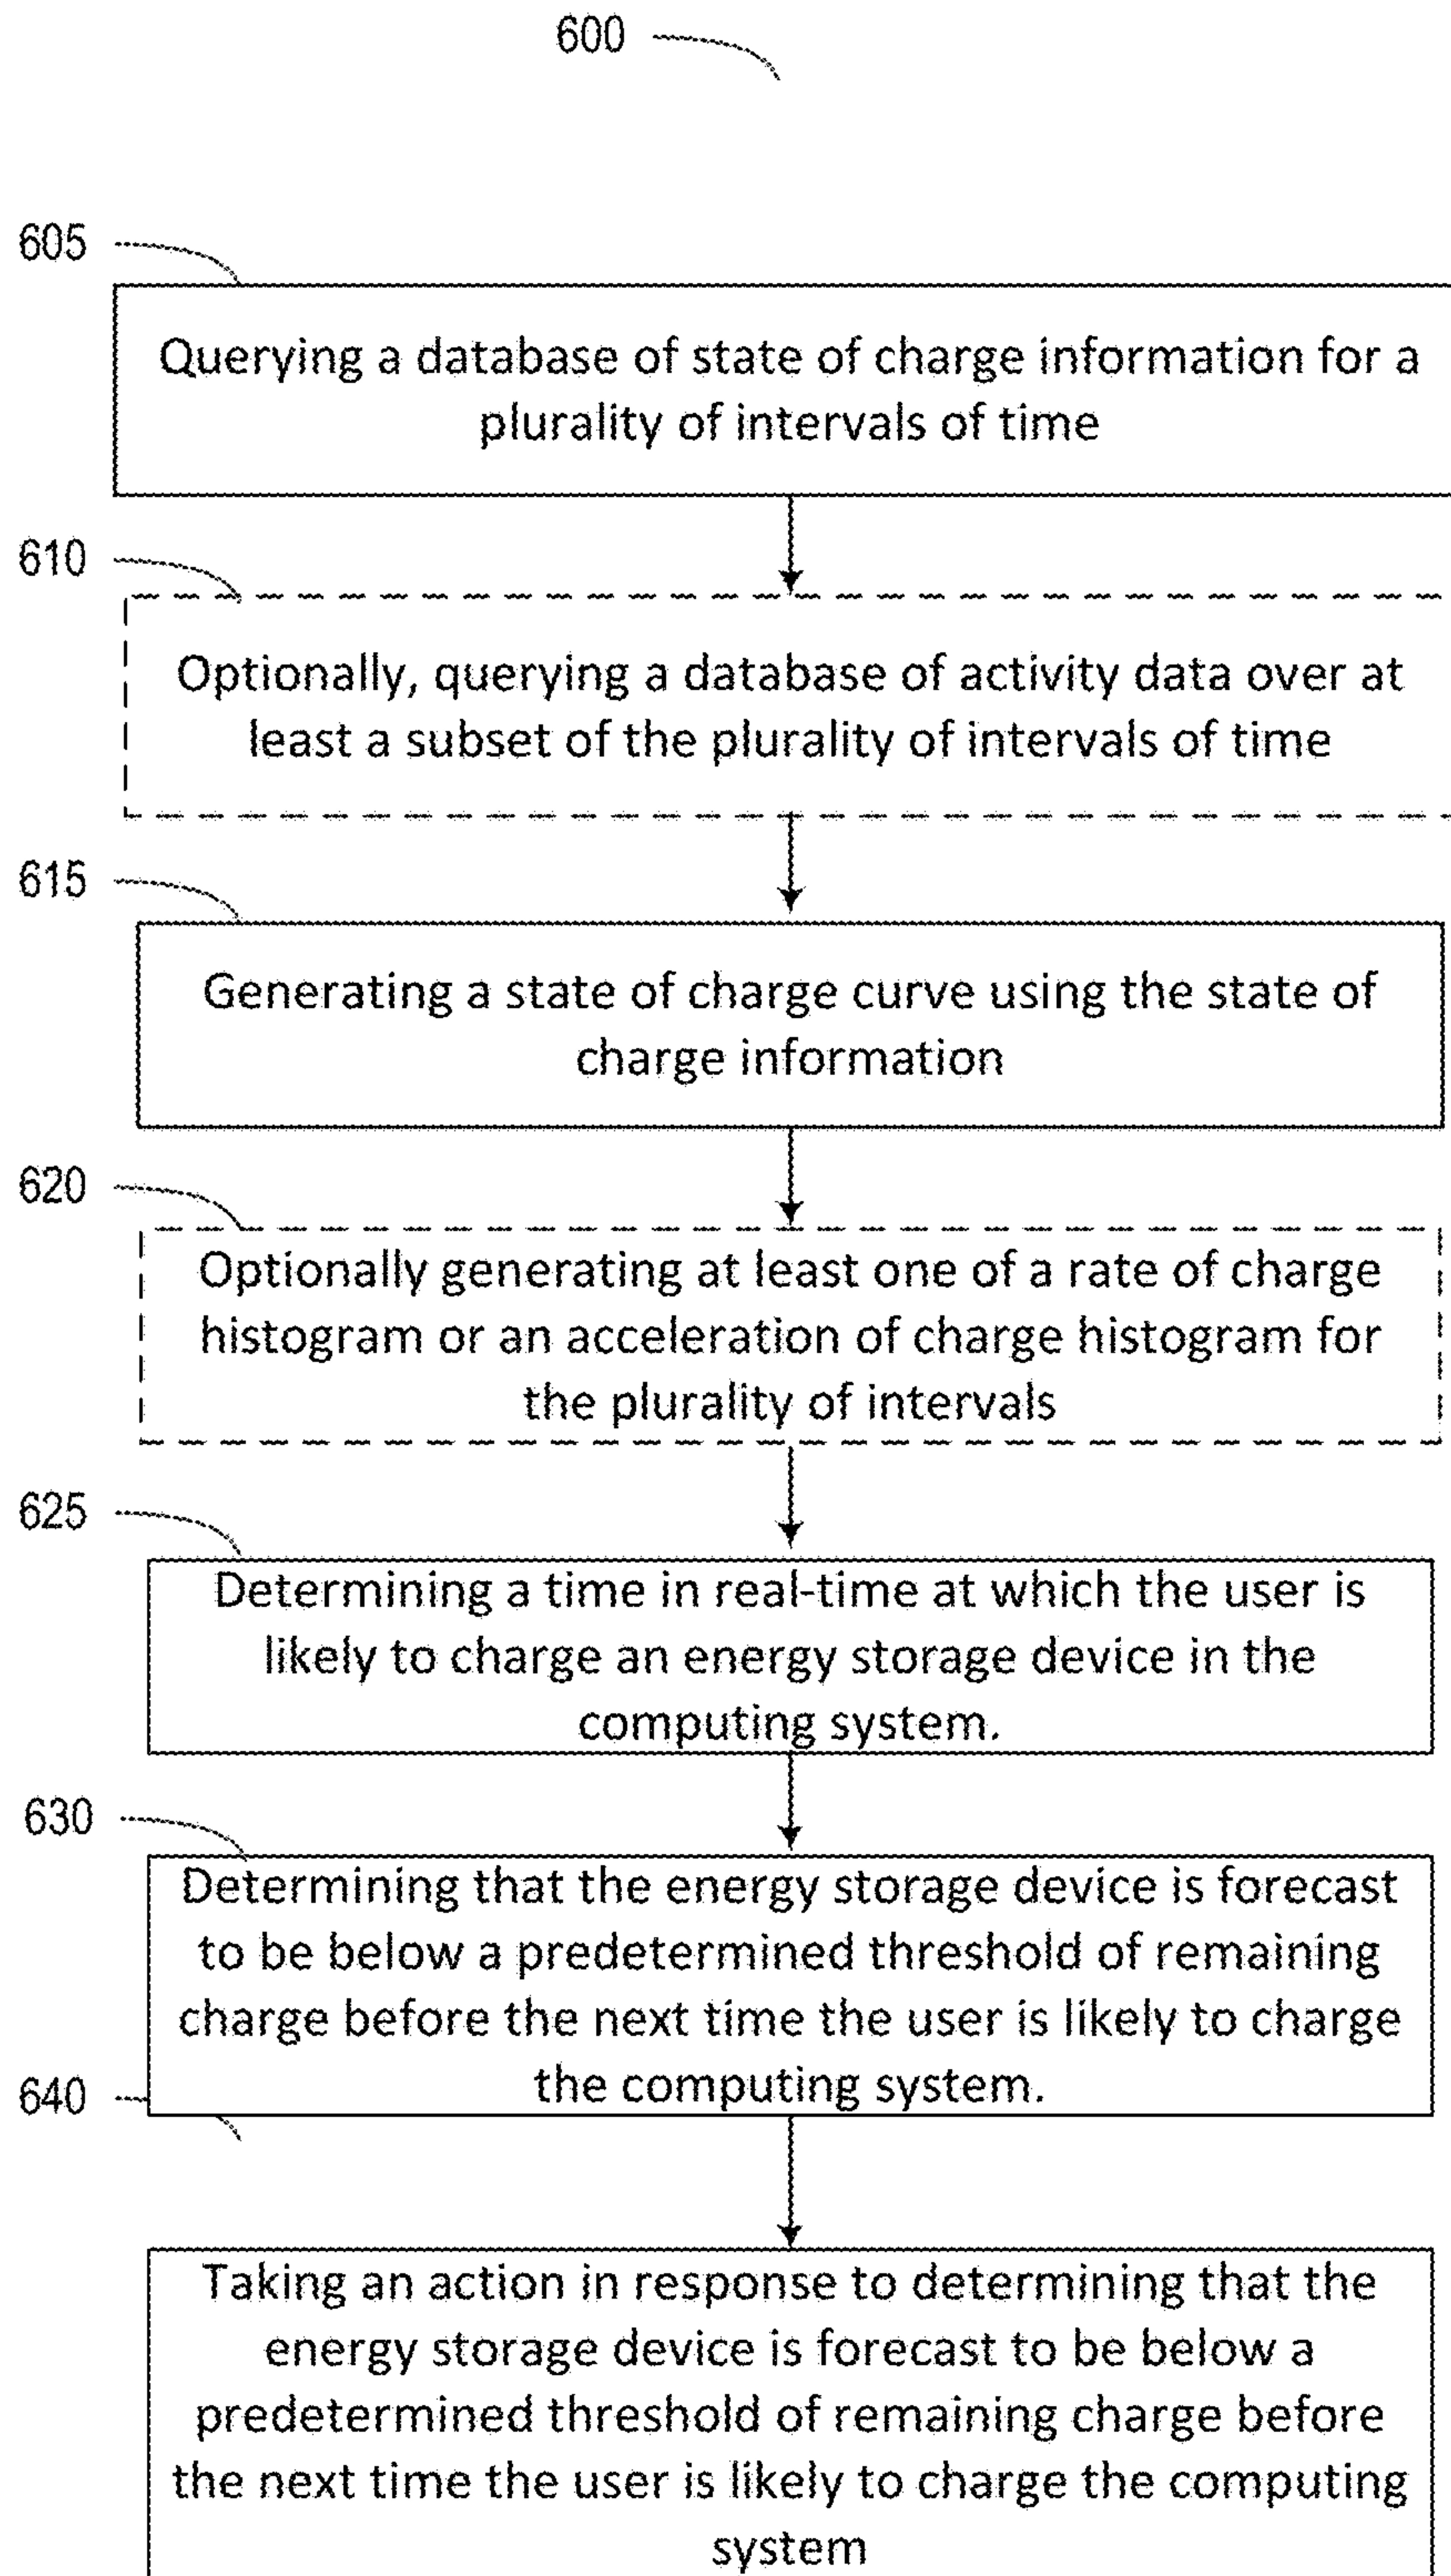 600
605
Querying a database of state of charge information for a
plurality of intervals of time
610
Optionally, querying a database of activity data over at
least a subset of the plurality of intervals of time
615
Generating a state of charge curve using the state of
charge information
620
Optionally generating at least one of a rate of charge
histogram or an acceleration of charge histogram for
the plurality of intervals
625
Determining a time in real-time at which the user is
likely to charge an energy storage device in the
computing system.
630
Determining that the energy storage device is forecast
to be below a predetermined threshold of remaining
charge before the next time the user is likely to charge
the computing system.
640
Taking an action in response to determining that the
energy storage device is forecast to be below a
predetermined threshold of remaining charge before
the next time the user is likely to charge the computing
system